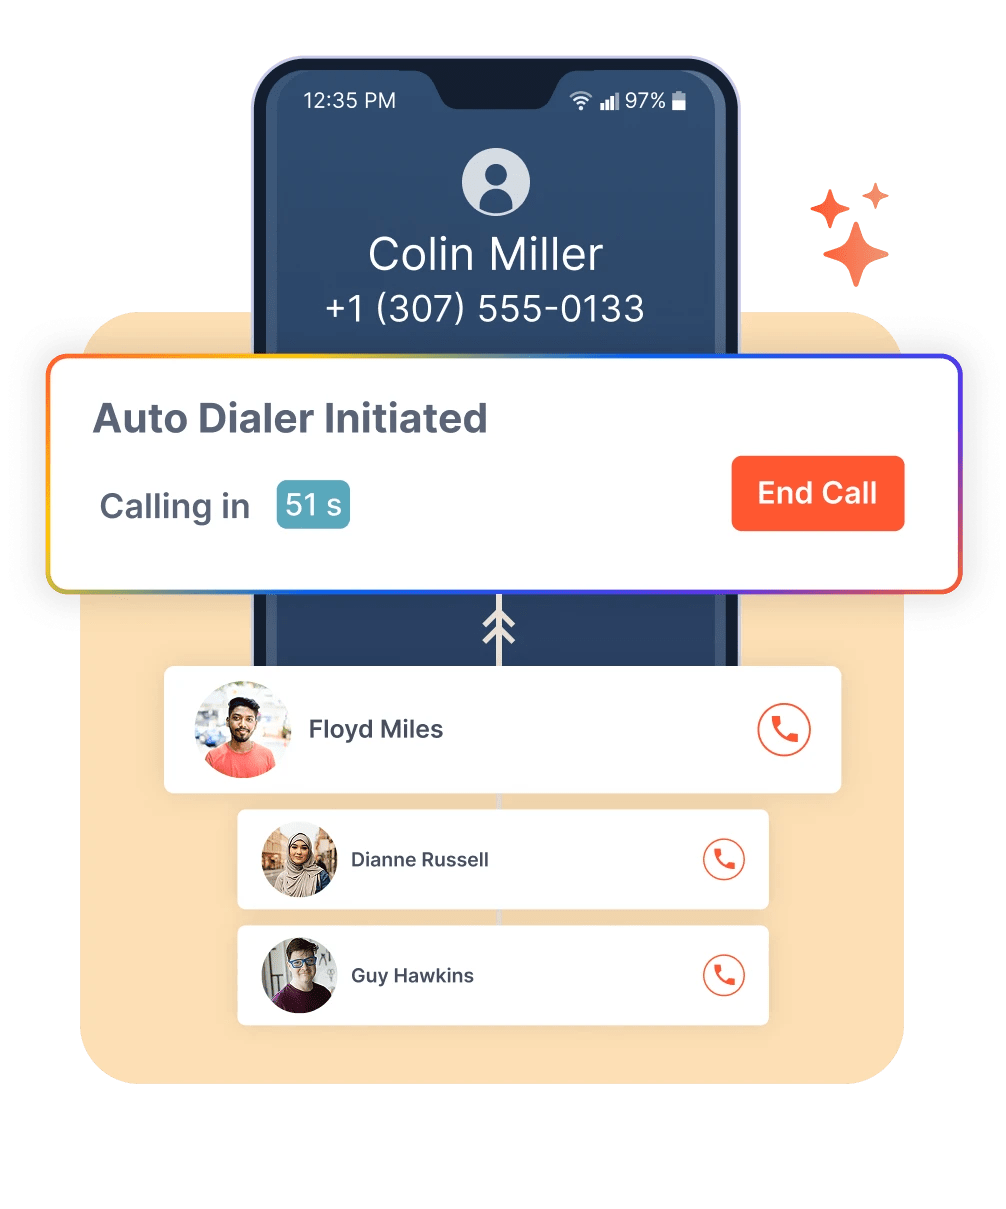 12:35 PM 97%
Colin Miller
+1 (307) 555-0133
Auto Dialer Initiated
Calling in 51 s
End Call
Floyd Miles
Dianne Russell
Guy Hawkins